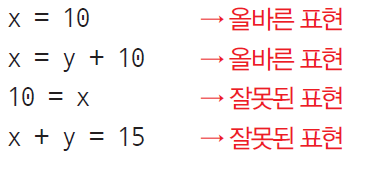 x = 10 → 올바른 표현
x = y + 10 → 올바른 표현
10 = x → 잘못된 표현
x + y = 15 → 잘못된 표현